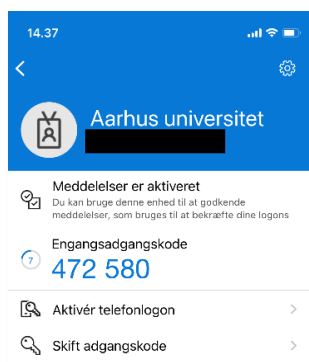 14.37
Aarhus universitet
Meddelelser er aktiveret
Du kan bruge denne enhed til at godkende
meddelelser, som bruges til at bekræfte dine logons
Engangsadgangskode
7
472 580
Aktivér telefonlogon
Skift adgangskode